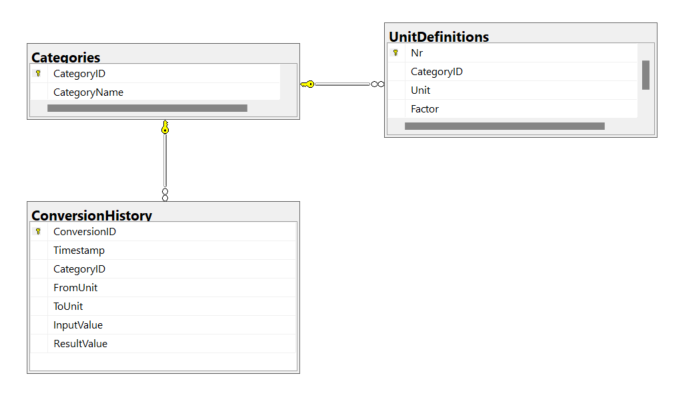 Categories
CategoryID
CategoryName
UnitDefinitions
Nr
CategoryID
Unit
Factor
ConversionHistory
ConversionID
Timestamp
CategoryID
FromUnit
ToUnit
InputValue
ResultValue